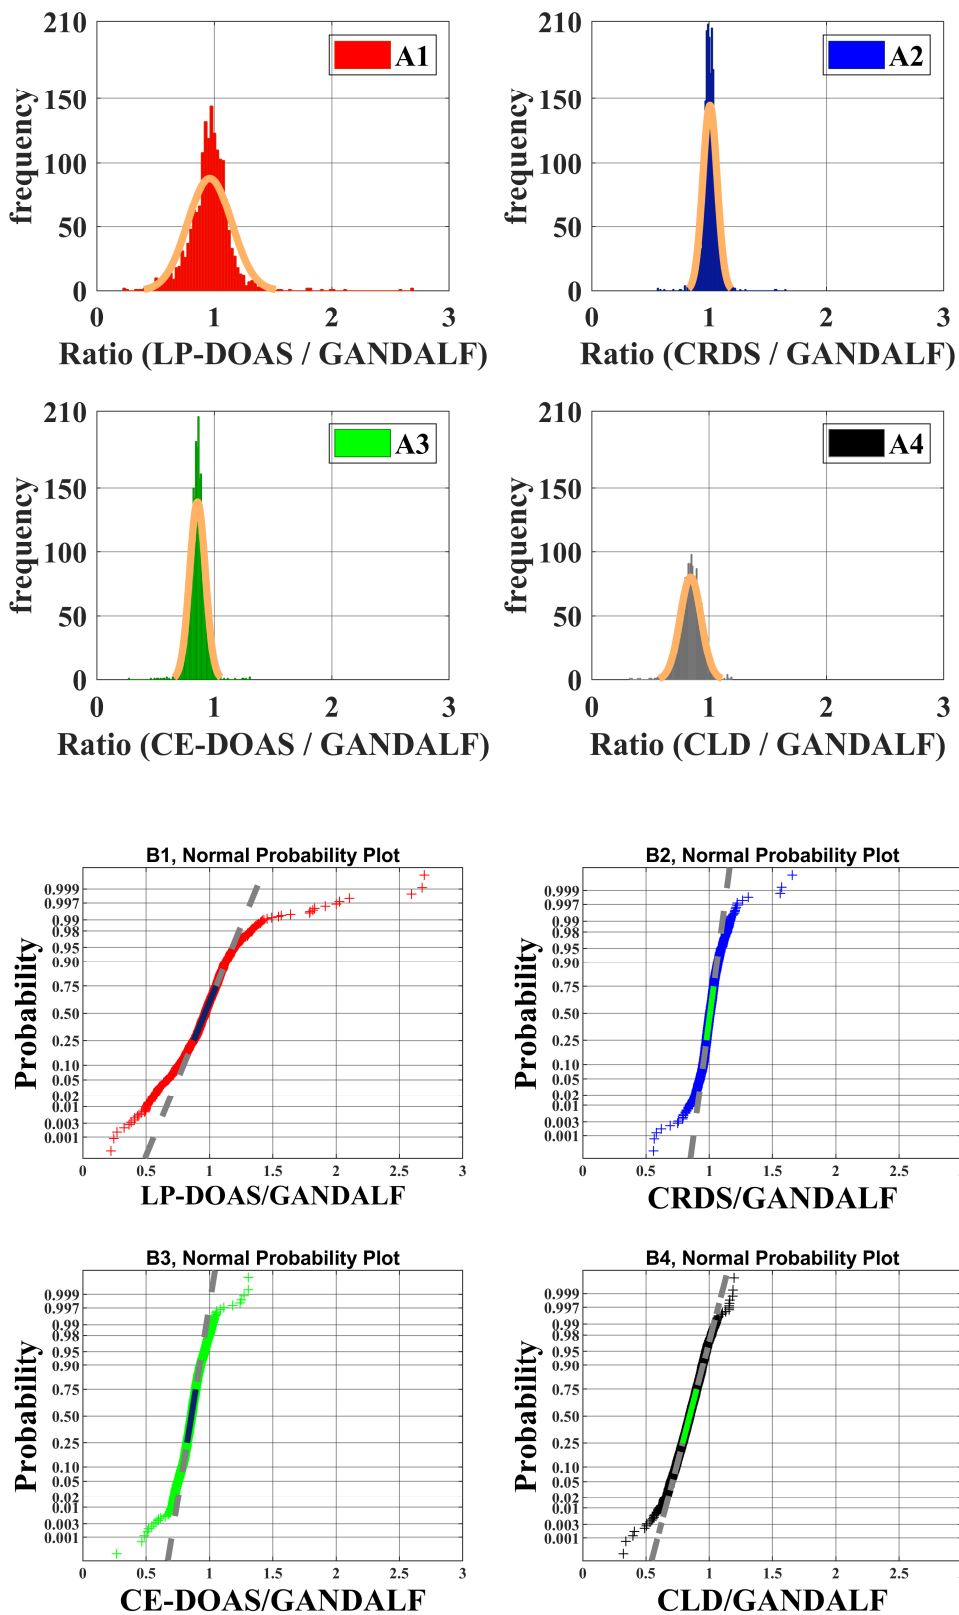 210
150
100
50
0
frequency
A1
0 1 2 3
Ratio (LP-DOAS / GANDALF)
210
150
100
50
0
frequency
A2
0 1 2 3
Ratio (CRDS / GANDALF)
210
150
100
50
0
frequency
A3
0 1 2 3
Ratio (CE-DOAS / GANDALF)
210
150
100
50
0
frequency
A4
0 1 2 3
Ratio (CLD / GANDALF)
B1, Normal Probability Plot
0.999
0.997
0.99
0.98
0.95
0.90
0.75
0.50
0.25
0.10
0.05
0.02
0.01
0.003
0.001
Probability
0 0.5 1 1.5 2 2.5 3
LP-DOAS/GANDALF
B2, Normal Probability Plot
0.999
0.997
0.99
0.98
0.95
0.90
0.75
0.50
0.25
0.10
0.05
0.02
0.01
0.003
0.001
Probability
0 0.5 1 1.5 2 2.5
CRDS/GANDALF
B3, Normal Probability Plot
0.999
0.997
0.99
0.98
0.95
0.90
0.75
0.50
0.25
0.10
0.05
0.02
0.01
0.003
0.001
Probability
0 0.5 1 1.5 2 2.5 3
CE-DOAS/GANDALF
B4, Normal Probability Plot
0.999
0.997
0.99
0.98
0.95
0.90
0.75
0.50
0.25
0.10
0.05
0.02
0.01
0.003
0.001
Probability
0 0.5 1 1.5 2 2.5
CLD/GANDALF